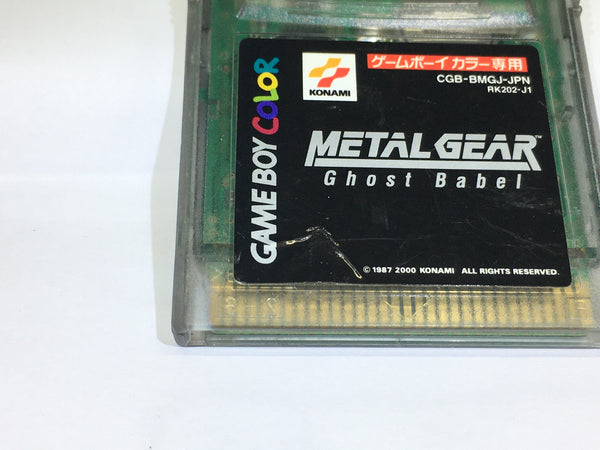 ゲームボーイカラー専用
CGB-BMGJ-JPN
RK202-J1
KONAMI
GAME BOY COLOR
METAL GEAR™
Ghost Babel
© 1987 2000 KONAMI ALL RIGHTS RESERVED.